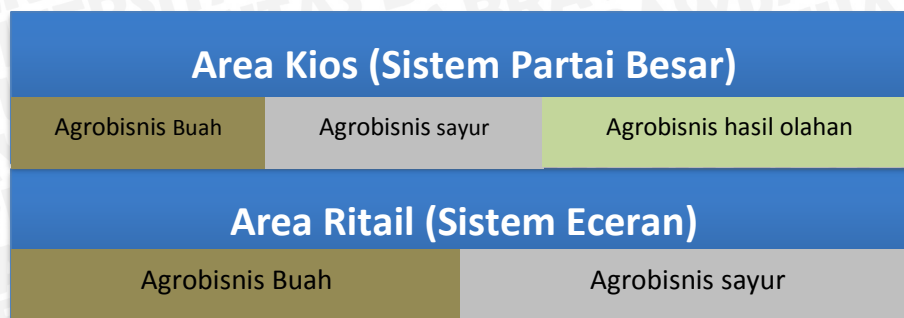 Area Kios (Sistem Partai Besar)
Agrobisnis Buah
Agrobisnis sayur
Agrobisnis hasil olahan
Area Ritail (Sistem Eceran)
Agrobisnis Buah
Agrobisnis sayur